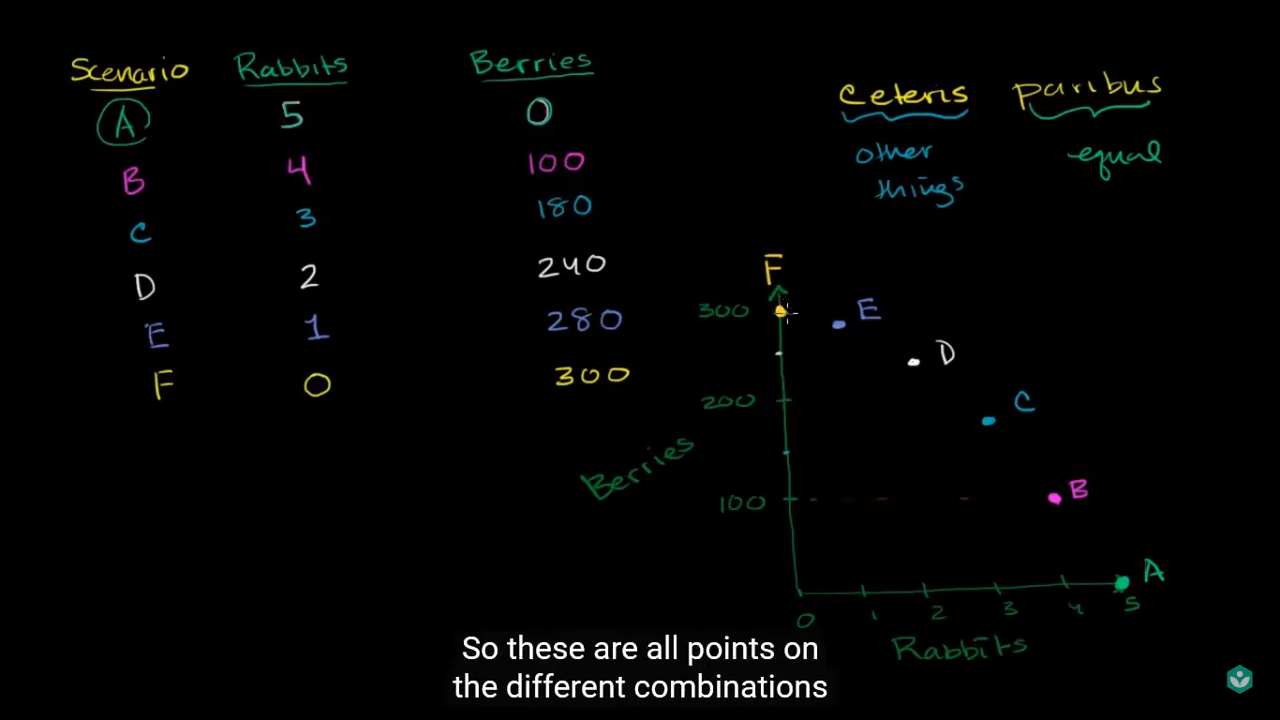 Scenario Rabbits Berries
A 5 0
B 4 100
C 3 180
D 2 240
E 1 280
F 0 300
Ceteris paribus
other equal
things
F
300 E
D
200 C
Berries
100 B
A
0 1 2 3 4 5
Rabbits
So these are all points on
the different combinations